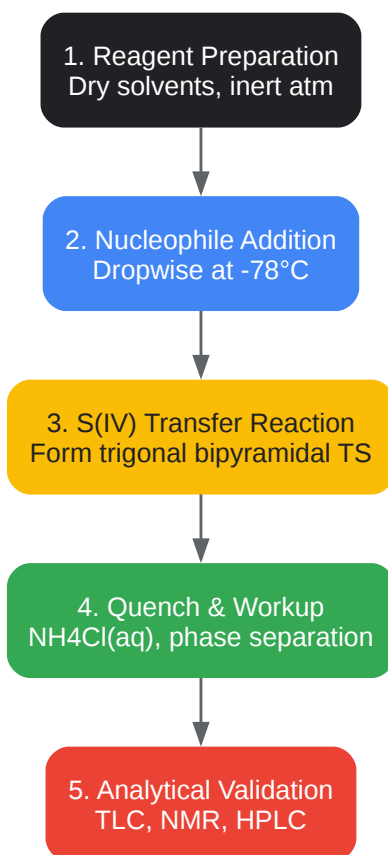 1. Reagent Preparation
Dry solvents, inert atm
2. Nucleophile Addition
Dropwise at -78°C
3. S(IV) Transfer Reaction
Form trigonal bipyramidal TS
4. Quench & Workup
NH4Cl(aq), phase separation
5. Analytical Validation
TLC, NMR, HPLC